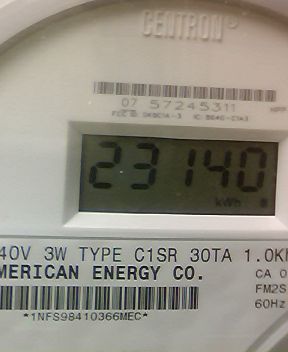 CENTRON®
07 57245311
23140
kWh
40V 3W TYPE C1SR 30TA 1.0K
MERICAN ENERGY CO.
CA 0
FM2S
60Hz
*1NFS98410366MEC*